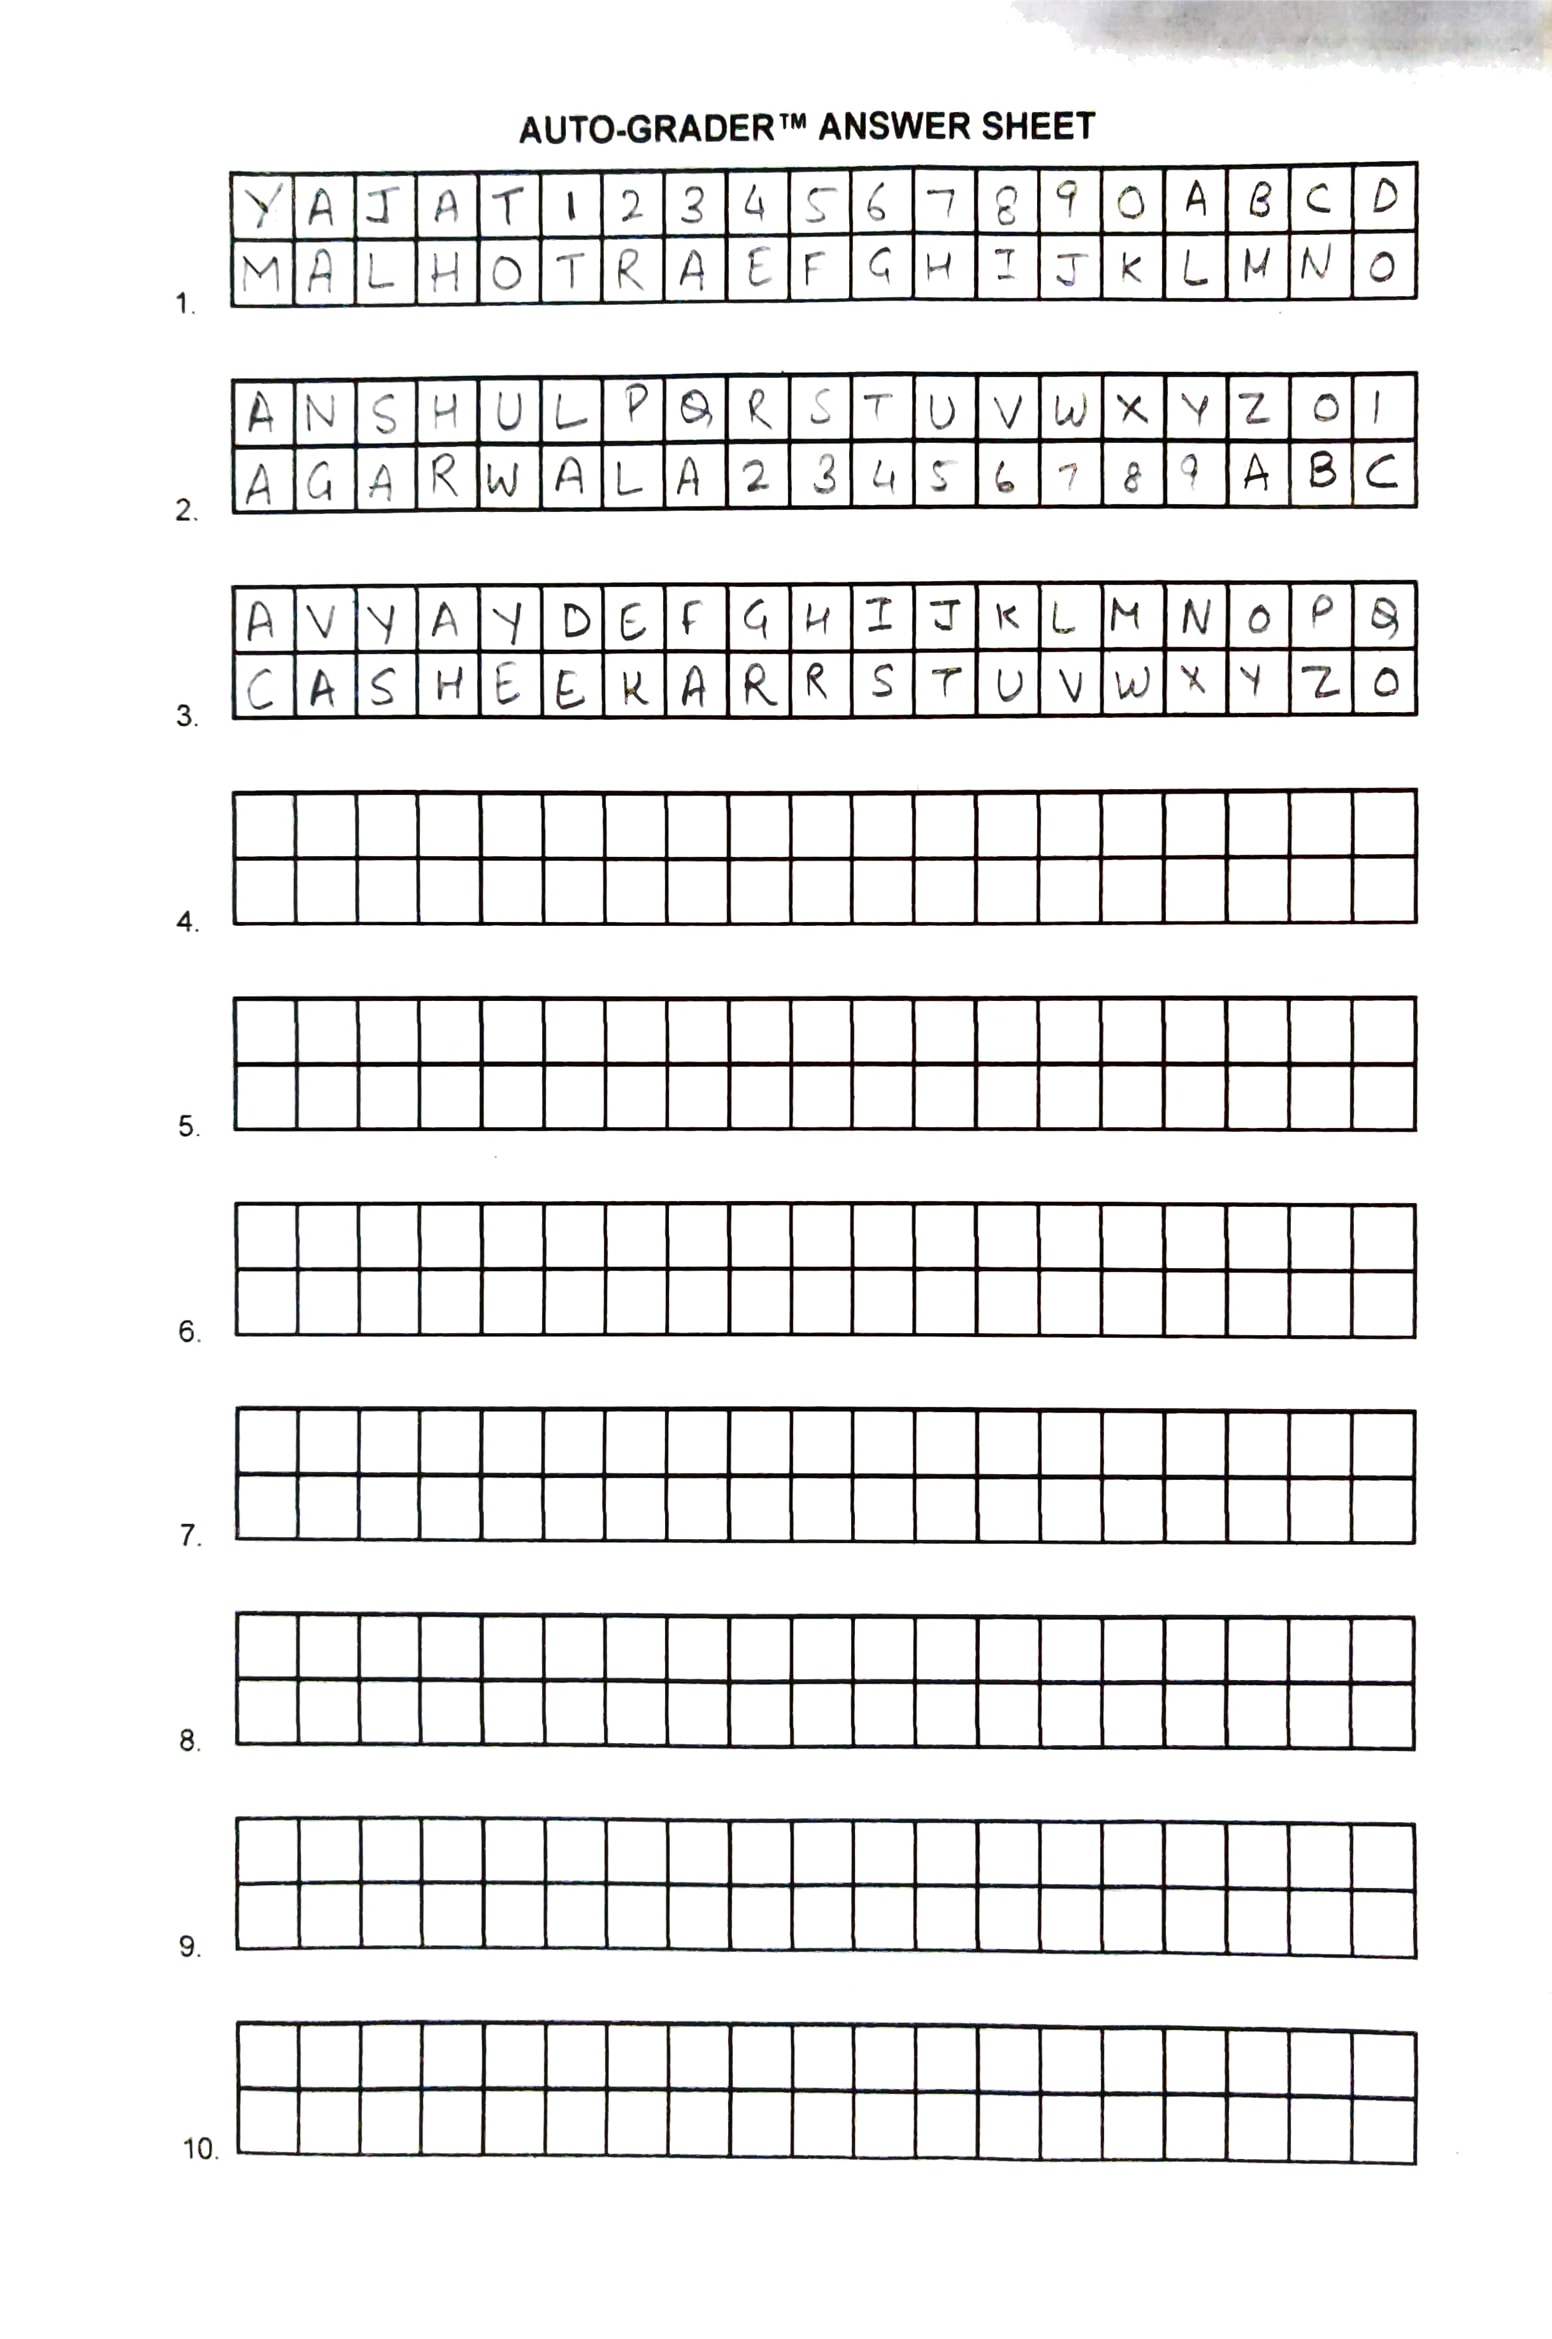 AUTO-GRADER™ ANSWER SHEET
Y A J A T 1 2 3 4 5 6 7 8 9 0 A B C D
M A L H O T R A E F G H I J K L M N O
1.
A N S H U L P Q R S T U V W X Y Z 0 1
A G A R W A L A 2 3 4 5 6 7 8 9 A B C
2.
A V Y A Y D E F G H I J K L M N O P Q
C A S H E E K A R R S T U V W X Y Z 0
3.
4.
5.
6.
7.
8.
9.
10.